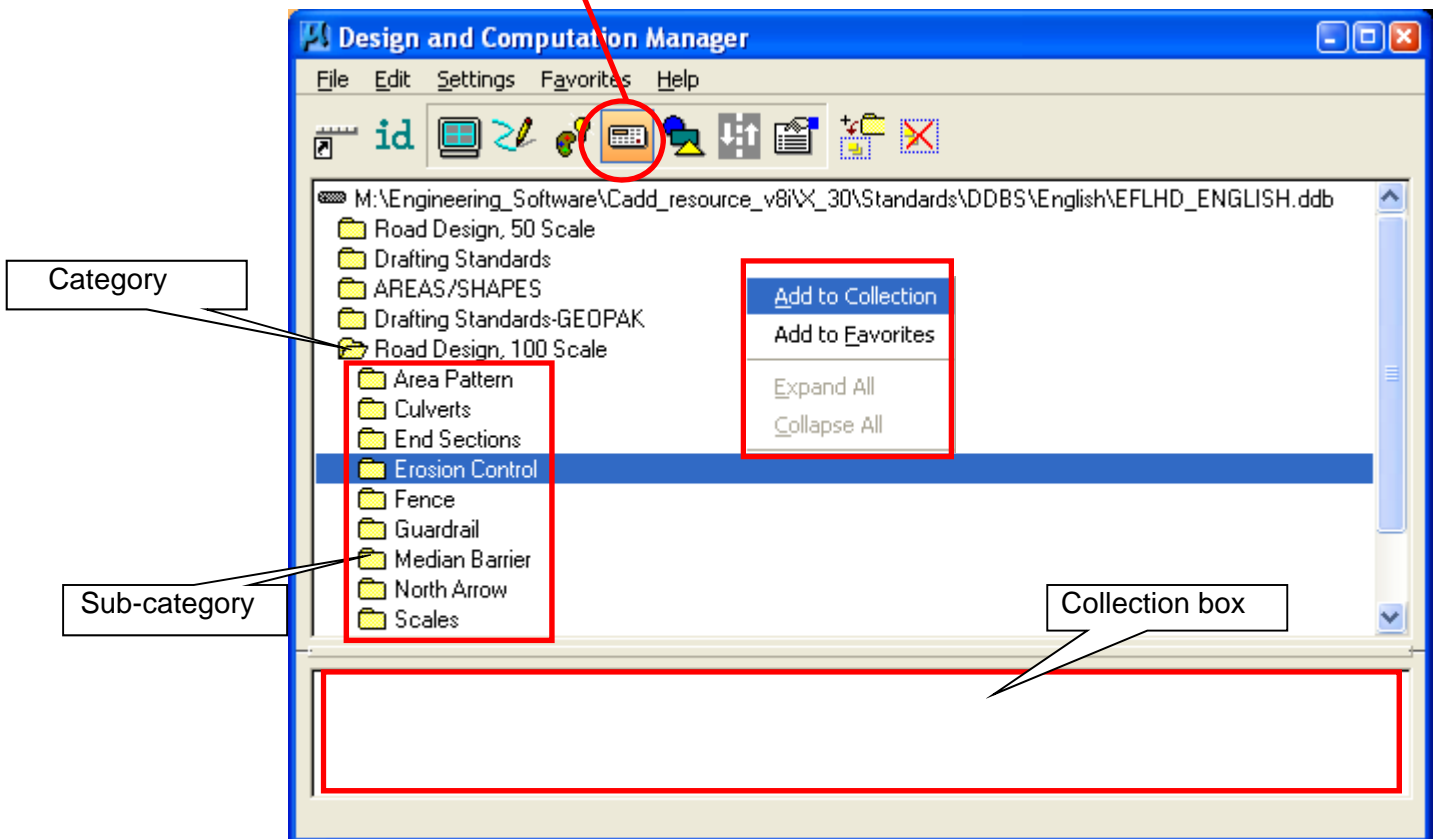 Design and Computation Manager
File Edit Settings Favorites Help
id
M:\Engineering_Software\Cadd_resource_v8i\X_30\Standards\DDBS\English\EFLHD_ENGLISH.ddb
Road Design, 50 Scale
Drafting Standards
AREAS/SHAPES
Drafting Standards-GEOPAK
Road Design, 100 Scale
Area Pattern
Culverts
End Sections
Erosion Control
Fence
Guardrail
Median Barrier
North Arrow
Scales
Category
Sub-category
Add to Collection
Add to Favorites
Expand All
Collapse All
Collection box